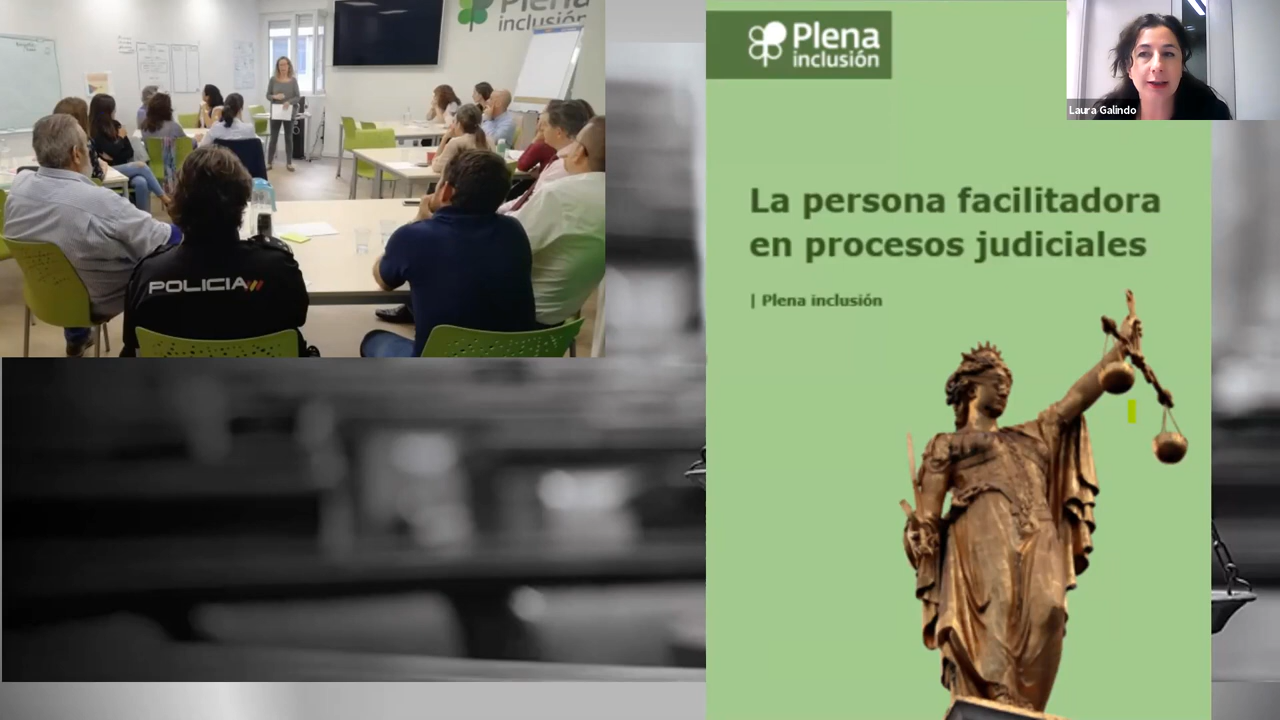 Plena
inclusión
POLICIA
Plena
inclusión
Laura Galindo
La persona facilitadora
en procesos judiciales
| Plena inclusión